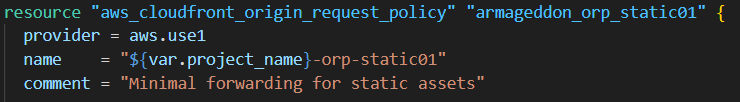 resource "aws_cloudfront_origin_request_policy" "armageddon_orp_static01" {
  provider = aws.use1
  name     = "${var.project_name}-orp-static01"
  comment = "Minimal forwarding for static assets"